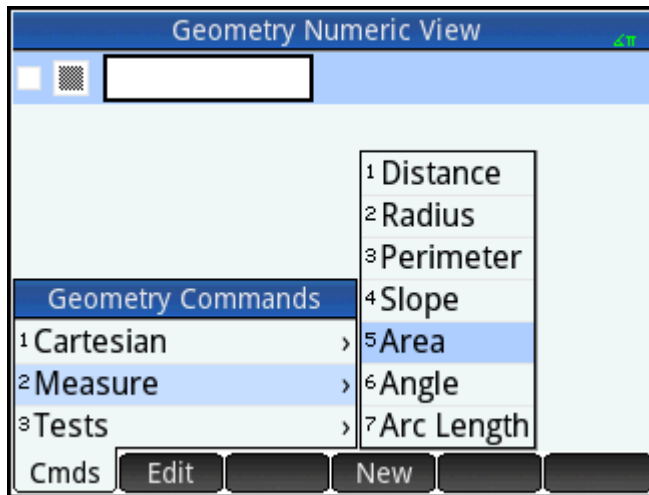 Geometry Numeric View
∡π
1 Distance
2 Radius
3 Perimeter
4 Slope
5 Area
6 Angle
7 Arc Length
Geometry Commands
1 Cartesian ›
2 Measure ›
3 Tests ›
Cmds Edit New